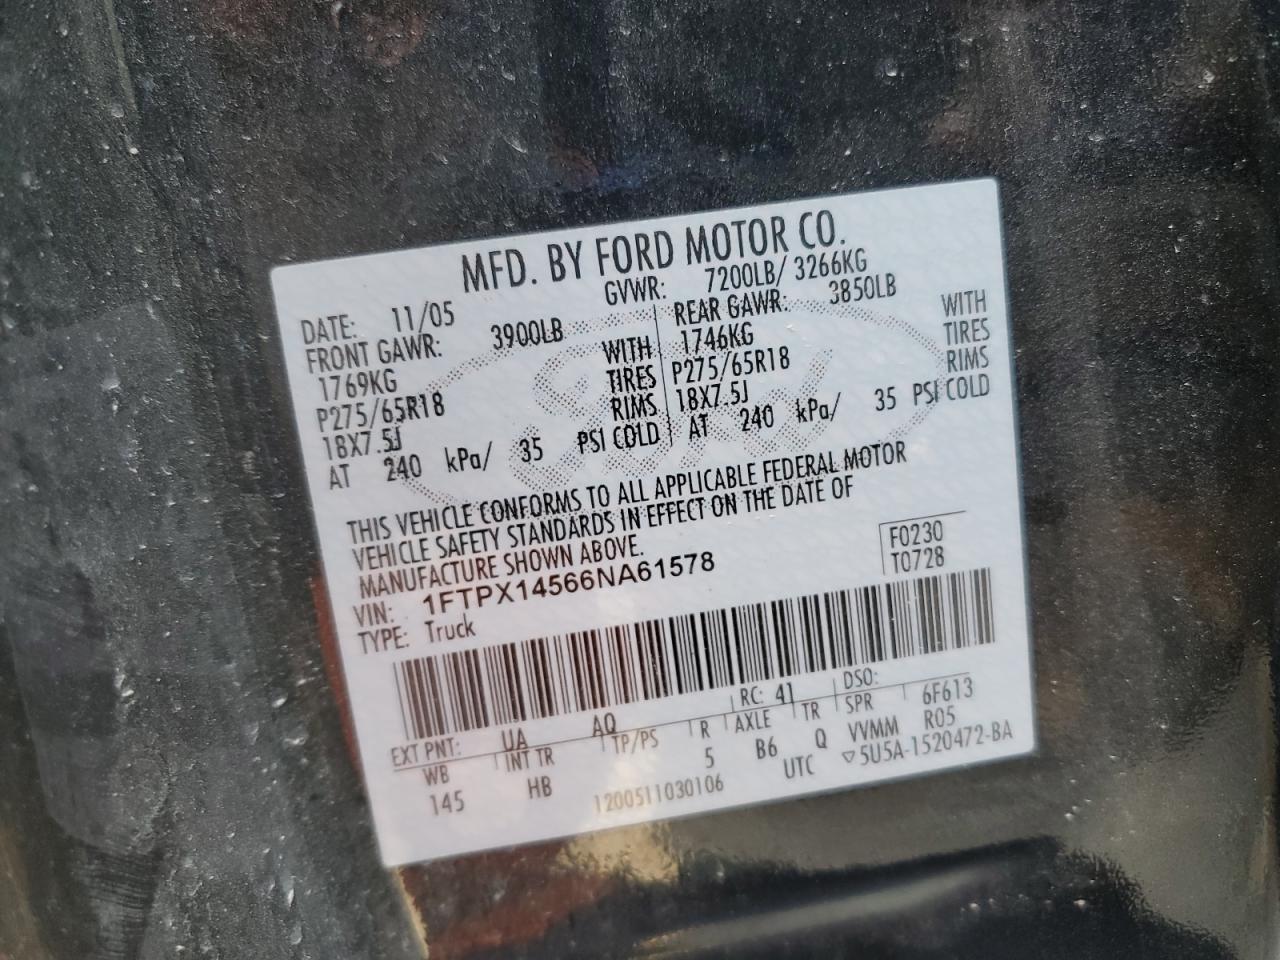 MFD. BY FORD MOTOR CO.
DATE: 11/05 GVWR: 7200LB/ 3266KG
FRONT GAWR: 3900LB REAR GAWR: 3850LB
1769KG WITH 1746KG WITH
P275/65R18 TIRES P275/65R18 TIRES
18X7.5J RIMS 18X7.5J RIMS
AT 240 kPa/ 35 PSI COLD AT 240 kPa/ 35 PSI COLD
THIS VEHICLE CONFORMS TO ALL APPLICABLE FEDERAL MOTOR
VEHICLE SAFETY STANDARDS IN EFFECT ON THE DATE OF
MANUFACTURE SHOWN ABOVE.
VIN: 1FTPX14566NA61578 F0230
TYPE: Truck T0728
EXT PNT: UA AQ RC: 41 DSO:
WB INT TR TP/PS R AXLE TR SPR 6F613
145 HB 5 B6 Q VVMM R05
1200511030106 UTC ▽5U5A-1520472-BA